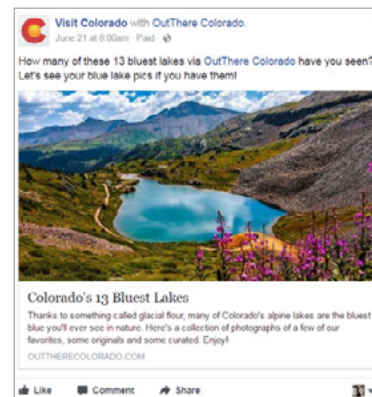 Visit Colorado with OutThere Colorado.
June 21 at 8:00am · Paid ·
How many of these 13 bluest lakes via OutThere Colorado have you seen?
Let's see your blue lake pics if you have them!
Colorado's 13 Bluest Lakes
Thanks to something called glacial flour, many of Colorado's alpine lakes are the bluest
blue you'll ever see in nature. Here's a collection of photographs of a few of our
favorites, some originals and some curated. Enjoy!
OUTTHERECOLORADO.COM
Like Comment Share